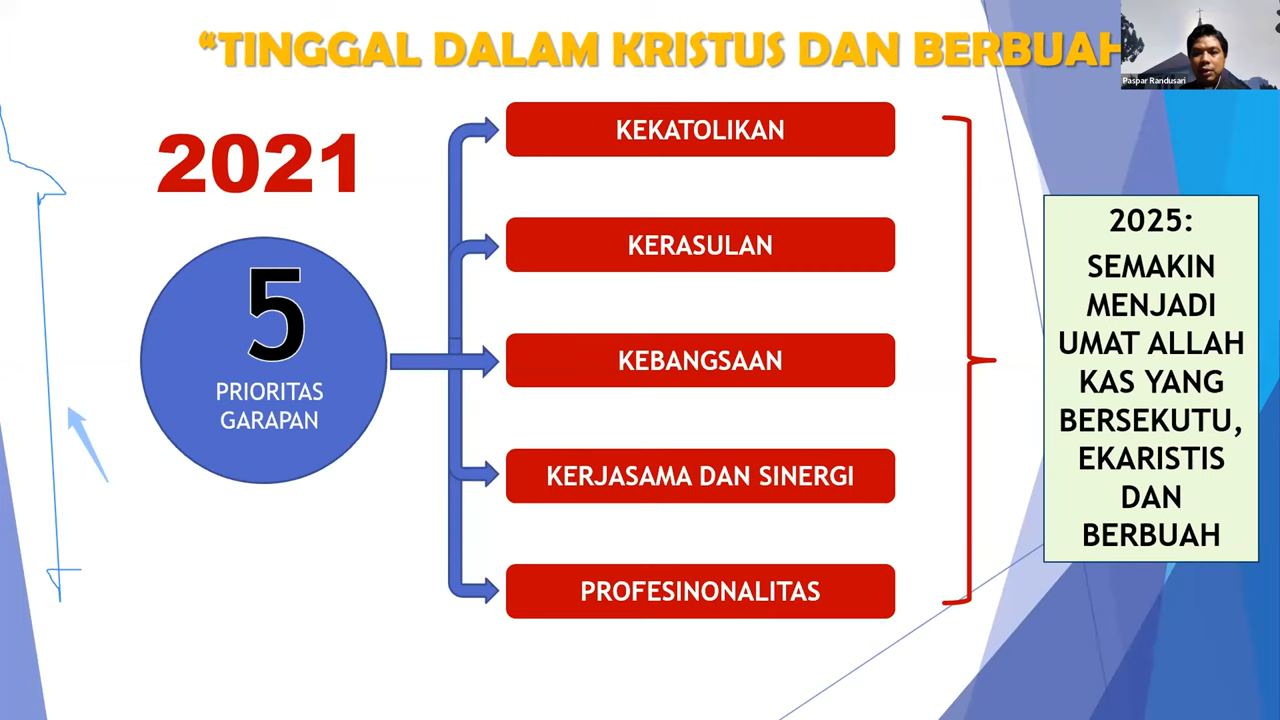 “TINGGAL DALAM KRISTUS DAN BERBUAH
Paspar Randusari
2021
5
PRIORITAS
GARAPAN
KEKATOLIKAN
KERASULAN
KEBANGSAAN
KERJASAMA DAN SINERGI
PROFESINONALITAS
2025:
SEMAKIN
MENJADI
UMAT ALLAH
KAS YANG
BERSEKUTU,
EKARISTIS
DAN
BERBUAH